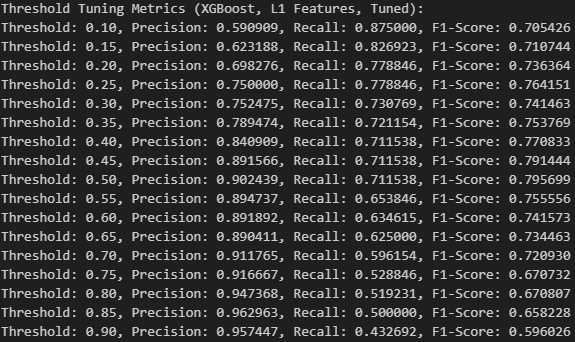 Threshold Tuning Metrics (XGBoost, L1 Features, Tuned):
Threshold: 0.10, Precision: 0.590909, Recall: 0.875000, F1-Score: 0.705426
Threshold: 0.15, Precision: 0.623188, Recall: 0.826923, F1-Score: 0.710744
Threshold: 0.20, Precision: 0.698276, Recall: 0.778846, F1-Score: 0.736364
Threshold: 0.25, Precision: 0.750000, Recall: 0.778846, F1-Score: 0.764151
Threshold: 0.30, Precision: 0.752475, Recall: 0.730769, F1-Score: 0.741463
Threshold: 0.35, Precision: 0.789474, Recall: 0.721154, F1-Score: 0.753769
Threshold: 0.40, Precision: 0.840909, Recall: 0.711538, F1-Score: 0.770833
Threshold: 0.45, Precision: 0.891566, Recall: 0.711538, F1-Score: 0.791444
Threshold: 0.50, Precision: 0.902439, Recall: 0.711538, F1-Score: 0.795699
Threshold: 0.55, Precision: 0.894737, Recall: 0.653846, F1-Score: 0.755556
Threshold: 0.60, Precision: 0.891892, Recall: 0.634615, F1-Score: 0.741573
Threshold: 0.65, Precision: 0.890411, Recall: 0.625000, F1-Score: 0.734463
Threshold: 0.70, Precision: 0.911765, Recall: 0.596154, F1-Score: 0.720930
Threshold: 0.75, Precision: 0.916667, Recall: 0.528846, F1-Score: 0.670732
Threshold: 0.80, Precision: 0.947368, Recall: 0.519231, F1-Score: 0.670807
Threshold: 0.85, Precision: 0.962963, Recall: 0.500000, F1-Score: 0.658228
Threshold: 0.90, Precision: 0.957447, Recall: 0.432692, F1-Score: 0.596026